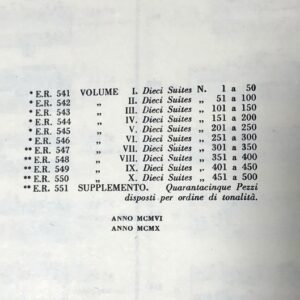 * E.R. 541 VOLUME I. Dieci Suites N. 1 a 50
* E.R. 542 „ II. Dieci Suites „ 51 a 100
* E.R. 543 „ III. Dieci Suites „ 101 a 150
* E.R. 544 „ IV. Dieci Suites „ 151 a 200
* E.R. 545 „ V. Dieci Suites „ 201 a 250
* E.R. 546 „ VI. Dieci Suites „ 251 a 300
** E.R. 547 „ VII. Dieci Suites „ 301 a 350
** E.R. 548 „ VIII. Dieci Suites „ 351 a 400
** E.R. 549 „ IX. Dieci Suites „ 401 a 450
** E.R. 550 „ X. Dieci Suites „ 451 a 500
** E.R. 551 SUPPLEMENTO. Quarantacinque Pezzi
disposti per ordine di tonalità.
ANNO MCMVI
ANNO MCMX